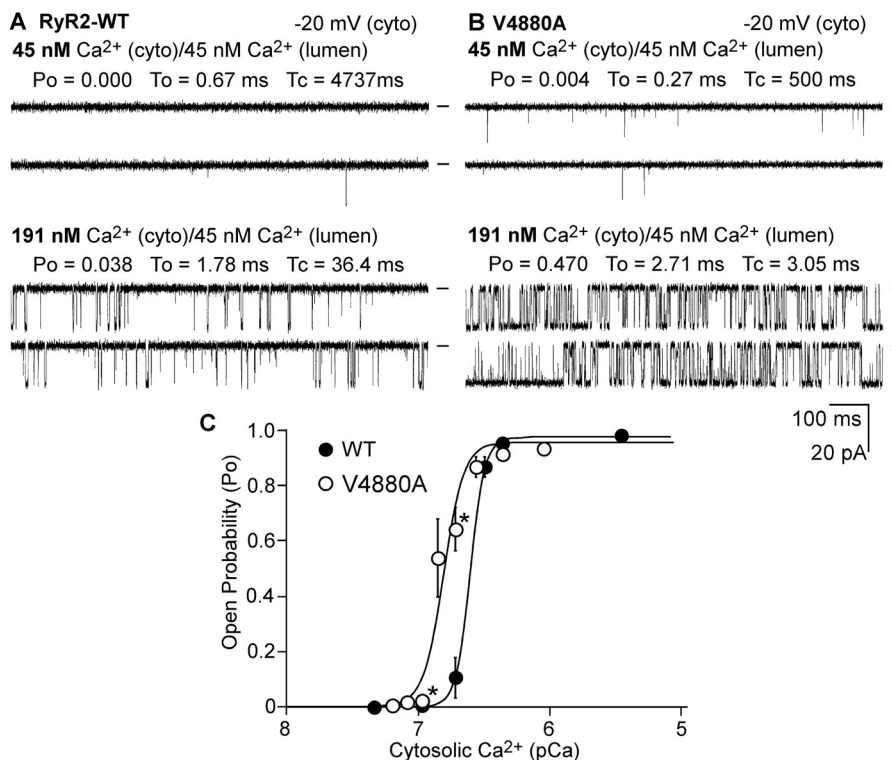 A RyR2-WT -20 mV (cyto)
45 nM Ca2+ (cyto)/45 nM Ca2+ (lumen)
Po = 0.000 To = 0.67 ms Tc = 4737ms
191 nM Ca2+ (cyto)/45 nM Ca2+ (lumen)
Po = 0.038 To = 1.78 ms Tc = 36.4 ms
B V4880A -20 mV (cyto)
45 nM Ca2+ (cyto)/45 nM Ca2+ (lumen)
Po = 0.004 To = 0.27 ms Tc = 500 ms
191 nM Ca2+ (cyto)/45 nM Ca2+ (lumen)
Po = 0.470 To = 2.71 ms Tc = 3.05 ms
100 ms
20 pA
C
WT
V4880A
Open Probability (Po)
1.0
0.8
0.6
0.4
0.2
0
*
*
8 7 6 5
Cytosolic Ca2+ (pCa)